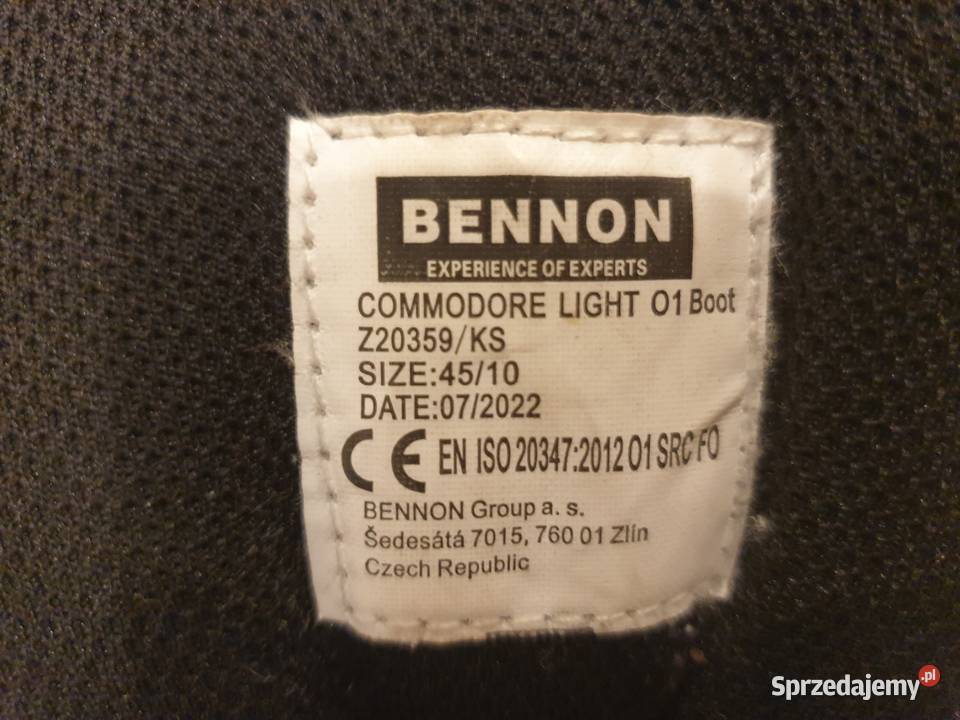 BENNON
EXPERIENCE OF EXPERTS
COMMODORE LIGHT O1 Boot
Z20359/KS
SIZE:45/10
DATE:07/2022
CE EN ISO 20347:2012 O1 SRC FO
BENNON Group a. s.
Šedesátá 7015, 760 01 Zlín
Czech Republic
Sprzedajemy.pl